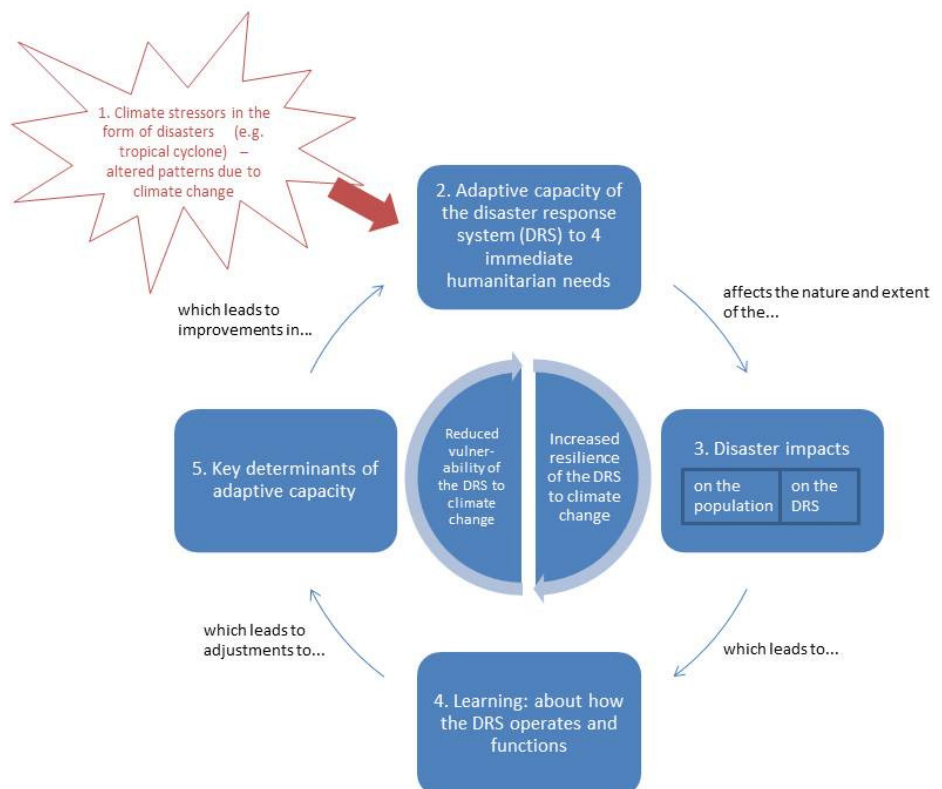 1. Climate stressors in the
form of disasters (e.g.
tropical cyclone) –
altered patterns due to
climate change
2. Adaptive capacity of
the disaster response
system (DRS) to 4
immediate
humanitarian needs
which leads to
improvements in...
affects the nature and extent
of the...
5. Key determinants of
adaptive capacity
Reduced
vulner-
ability of
the DRS to
climate
change
Increased
resilience
of the DRS
to climate
change
3. Disaster impacts
on the
population
on the
DRS
which leads to
adjustments to...
which leads to...
4. Learning: about how
the DRS operates and
functions